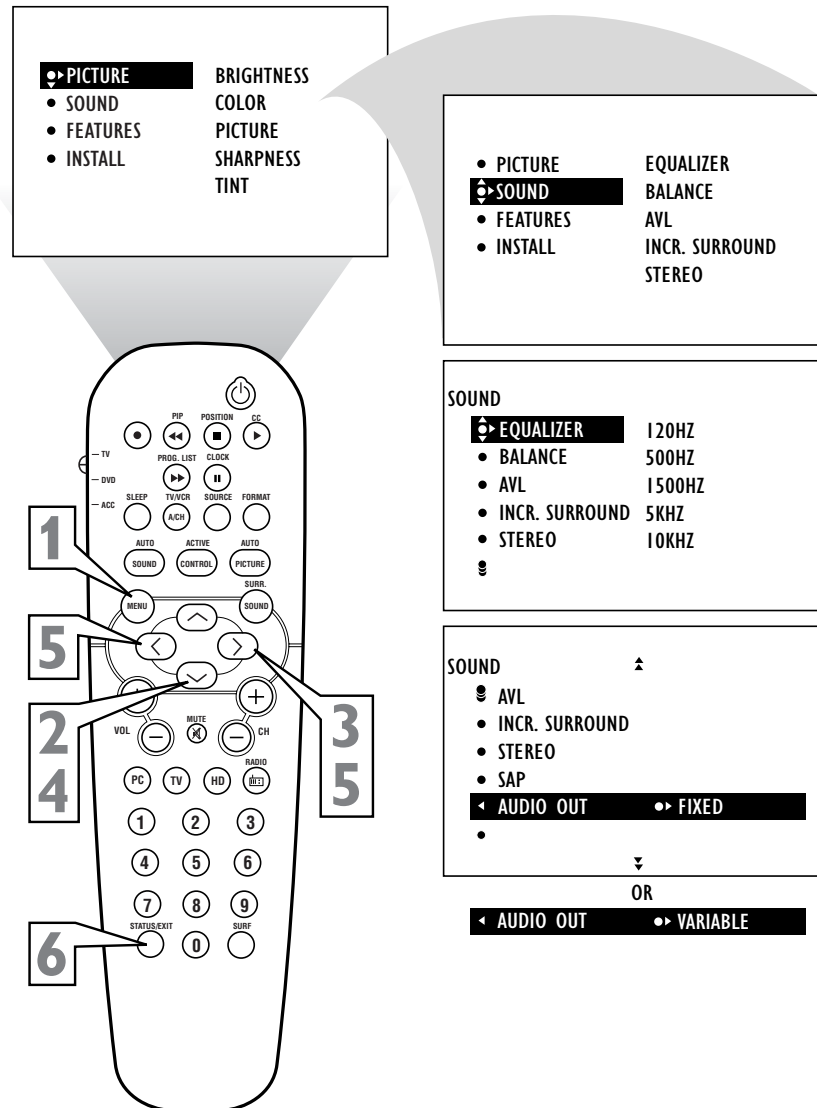 PICTURE BRIGHTNESS
SOUND COLOR
FEATURES PICTURE
INSTALL SHARPNESS
TINT
PICTURE EQUALIZER
SOUND BALANCE
FEATURES AVL
INSTALL INCR. SURROUND
STEREO
SOUND
EQUALIZER 120HZ
BALANCE 500HZ
AVL 1500HZ
INCR. SURROUND 5KHZ
STEREO 10KHZ
SOUND
AVL
INCR. SURROUND
STEREO
SAP
AUDIO OUT FIXED
OR
AUDIO OUT VARIABLE
PIP POSITION CC
TV
PROG. LIST CLOCK
DVD
ACC
SLEEP TV/VCR SOURCE FORMAT
A/CH
AUTO ACTIVE AUTO
SOUND CONTROL PICTURE
SURR.
MENU SOUND
VOL MUTE CH
RADIO
PC TV HD
1 2 3
4 5 6
7 8 9
STATUS/EXIT SURF
0
1
5
2
4
3
5
6